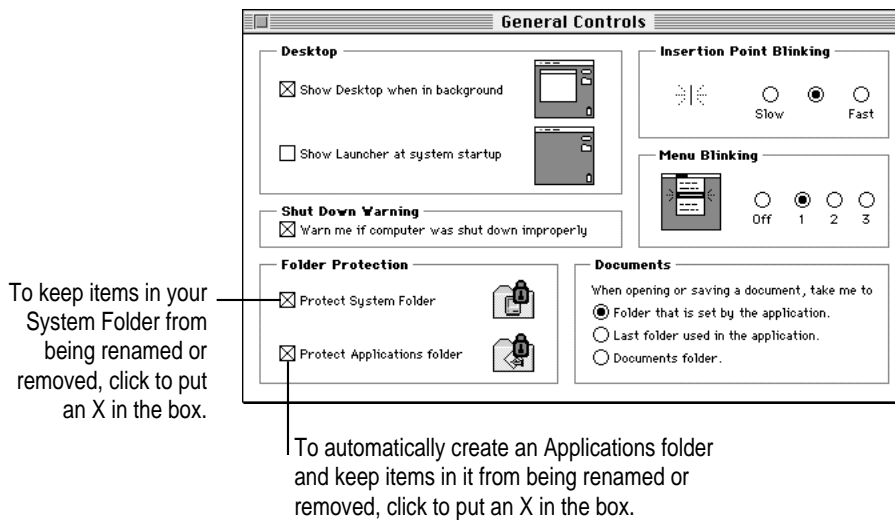 General Controls
Desktop
Show Desktop when in background
Show Launcher at system startup
Shut Down Warning
Warn me if computer was shut down improperly
Folder Protection
Protect System Folder
Protect Applications folder
Insertion Point Blinking
Slow
Fast
Menu Blinking
Off 1 2 3
Documents
When opening or saving a document, take me to
Folder that is set by the application.
Last folder used in the application.
Documents folder.
To keep items in your
System Folder from
being renamed or
removed, click to put
an X in the box.
To automatically create an Applications folder
and keep items in it from being renamed or
removed, click to put an X in the box.